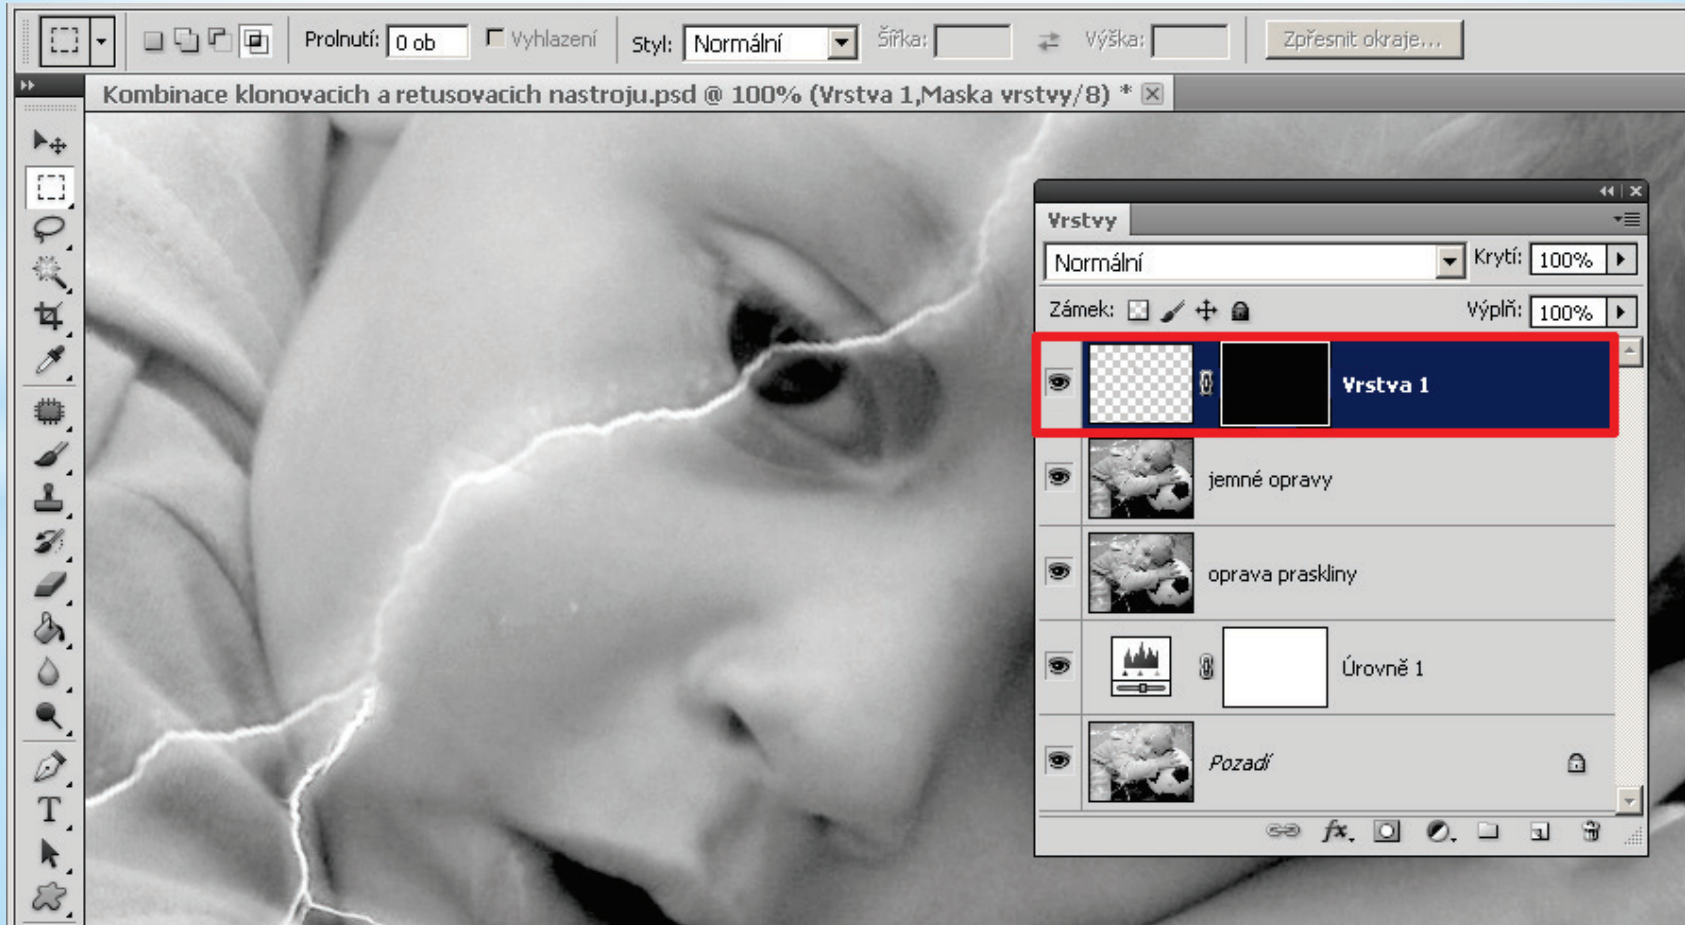 Prolnutí: 0 ob Vyhlazení Styl: Normální Šířka: Výška: Zpřesnit okraje...
Kombinace klonovacich a retusovacich nastroju.psd @ 100% (Vrstva 1,Maska vrstvy/8) *
Vrstvy
Normální Krytí: 100%
Zámek: Výplň: 100%
Vrstva 1
jemné opravy
oprava praskliny
Úrovně 1
Pozadí
fx.
T